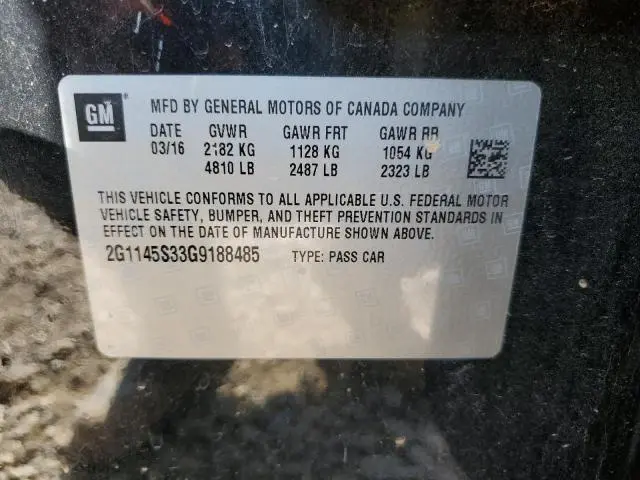 GM
MFD BY GENERAL MOTORS OF CANADA COMPANY
DATE GVWR GAWR FRT GAWR RR
03/16 2182 KG 1128 KG 1054 KG
4810 LB 2487 LB 2323 LB
THIS VEHICLE CONFORMS TO ALL APPLICABLE U.S. FEDERAL MOTOR
VEHICLE SAFETY, BUMPER, AND THEFT PREVENTION STANDARDS IN
EFFECT ON THE DATE OF MANUFACTURE SHOWN ABOVE.
2G1145S33G9188485 TYPE: PASS CAR